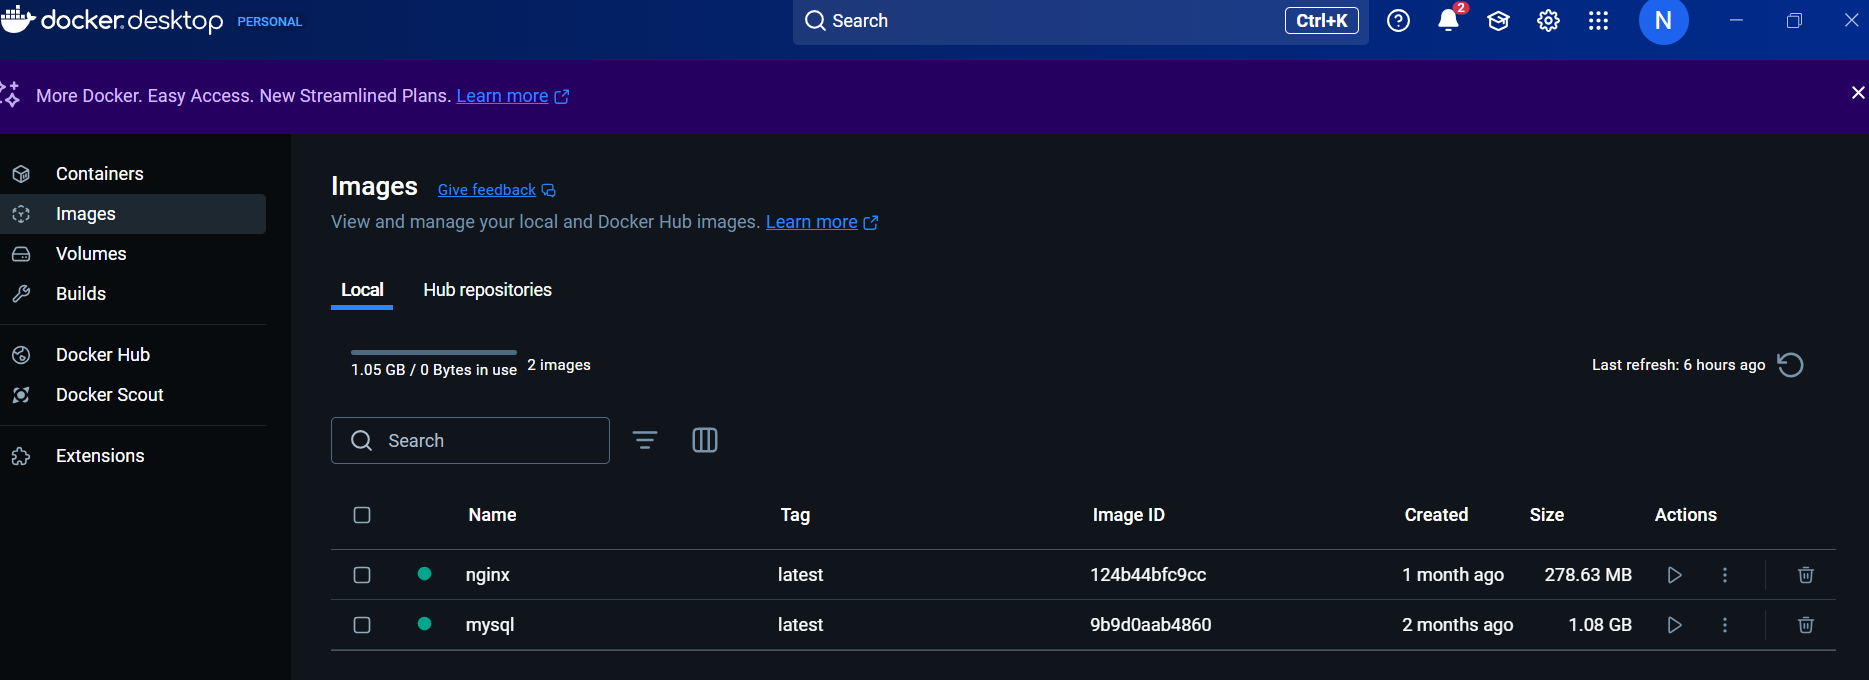 docker.desktop PERSONAL
Search
Ctrl+K
2
N
More Docker. Easy Access. New Streamlined Plans. Learn more
Containers
Images
Volumes
Builds
Docker Hub
Docker Scout
Extensions
Images Give feedback
View and manage your local and Docker Hub images. Learn more
Local Hub repositories
1.05 GB / 0 Bytes in use 2 images
Last refresh: 6 hours ago
Search
Name Tag Image ID Created Size Actions
nginx latest 124b44bfc9cc 1 month ago 278.63 MB
mysql latest 9b9d0aab4860 2 months ago 1.08 GB